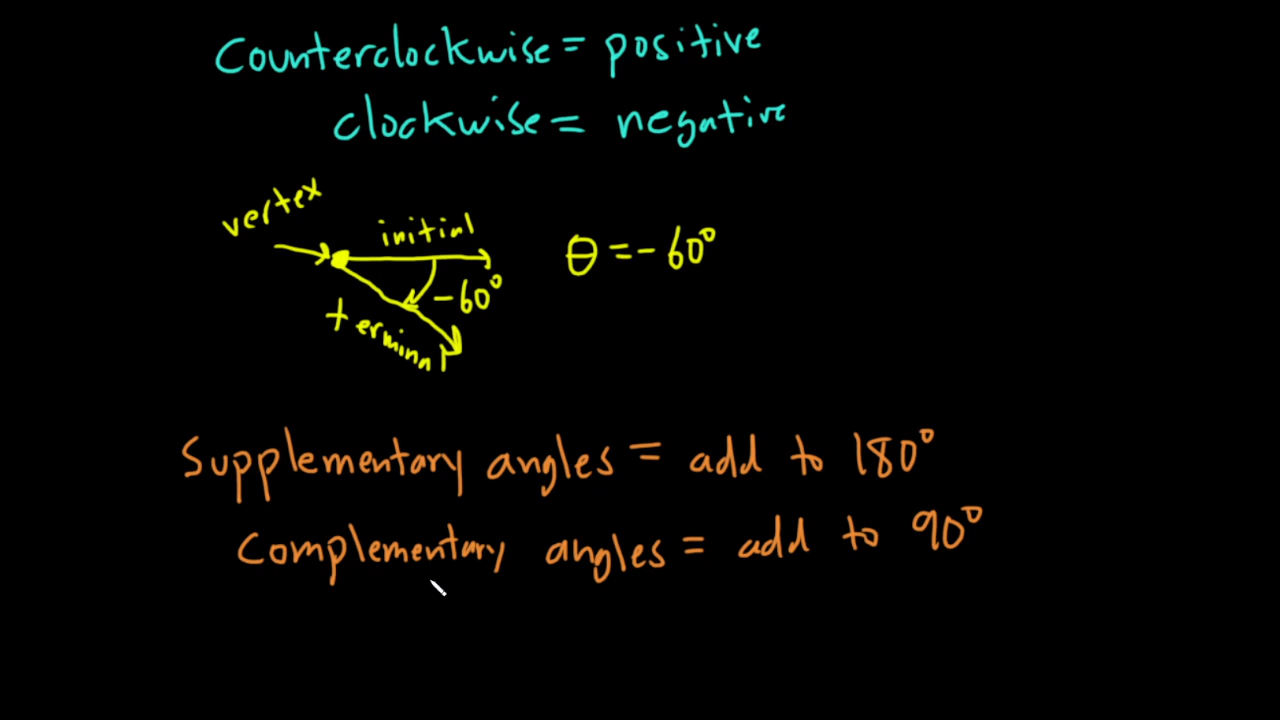 Counterclockwise = positive
clockwise = negative
vertex
initial
θ = -60°
-60°
terminal
Supplementary angles = add to 180°
Complementary angles = add to 90°